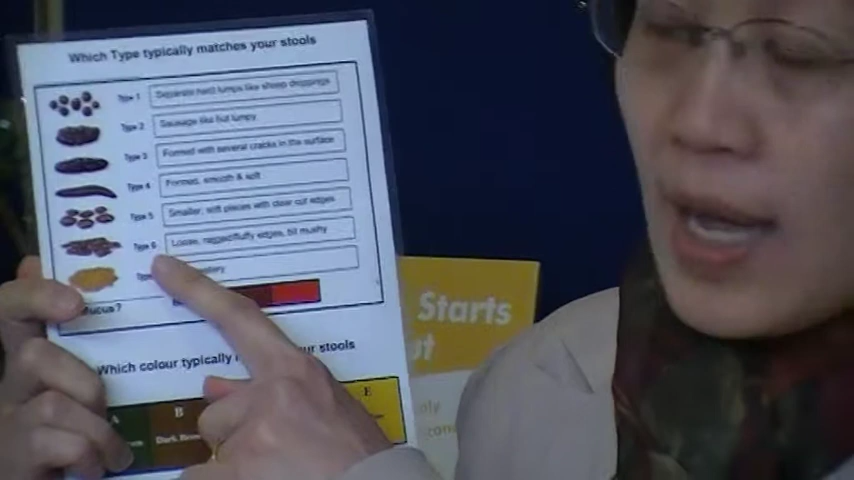 Which Type typically matches your stools
Type 1 Separate hard lumps like sheep droppings
Type 2 Sausage like but lumpy
Type 3 Formed with several cracks in the surface
Type 4 Formed, smooth & soft
Type 5 Smaller, soft pieces with clear cut edges
Type 6 Loose, ragged/fluffy edges, bit mushy
Type
Mucus?
Which colour typically
your stools
A B E
Dark
Starts